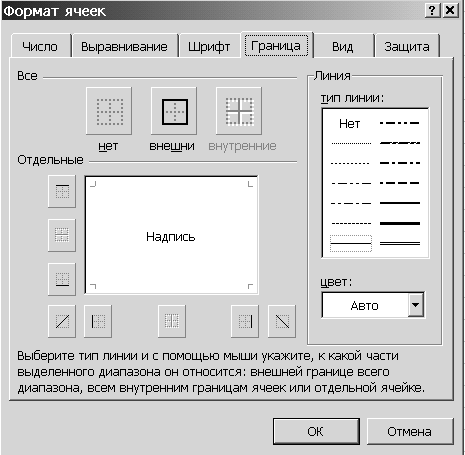 Формат ячеек
Число Выравнивание Шрифт Граница Вид Защита
Все
нет внешни внутренние
Отдельные
Надпись
Линия
тип линии:
Нет
цвет:
Авто
Выберите тип линии и с помощью мыши укажите, к какой части
выделенного диапазона он относится: внешней границе всего
диапазона, всем внутренним границам ячеек или отдельной ячейке.
ОК Отмена